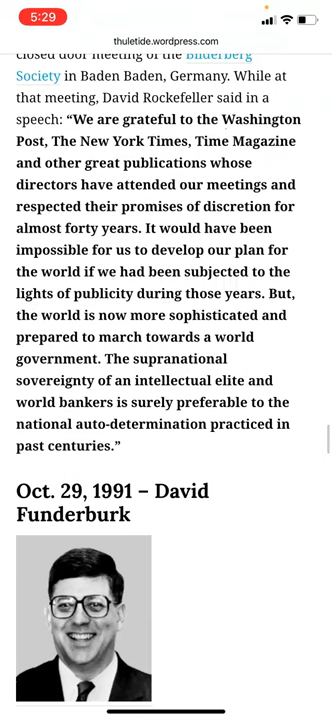 5:29
thuletide.wordpress.com
closed door meeting of the Bilderberg
Society in Baden Baden, Germany. While at
that meeting, David Rockefeller said in a
speech: “We are grateful to the Washington
Post, The New York Times, Time Magazine
and other great publications whose
directors have attended our meetings and
respected their promises of discretion for
almost forty years. It would have been
impossible for us to develop our plan for
the world if we had been subjected to the
lights of publicity during those years. But,
the world is now more sophisticated and
prepared to march towards a world
government. The supranational
sovereignty of an intellectual elite and
world bankers is surely preferable to the
national auto-determination practiced in
past centuries.”
Oct. 29, 1991 – David
Funderburk